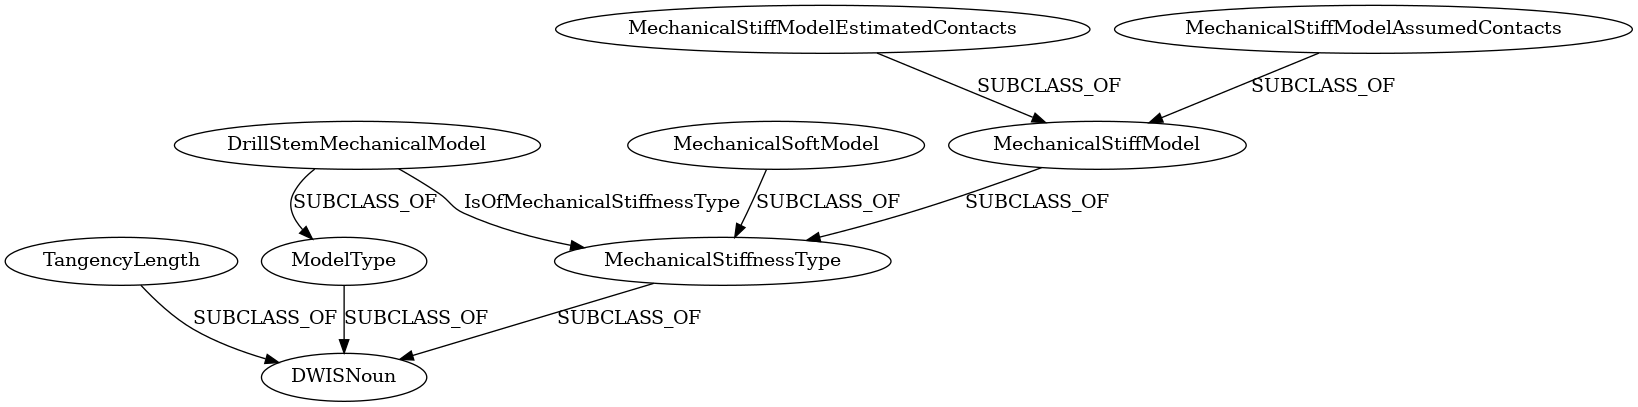 MechanicalStiffModelEstimatedContacts
MechanicalStiffModelAssumedContacts
SUBCLASS_OF
SUBCLASS_OF
DrillStemMechanicalModel
MechanicalSoftModel
MechanicalStiffModel
SUBCLASS_OF
IsOfMechanicalStiffnessType
SUBCLASS_OF
SUBCLASS_OF
TangencyLength
ModelType
MechanicalStiffnessType
SUBCLASS_OF
SUBCLASS_OF
SUBCLASS_OF
DWISNoun